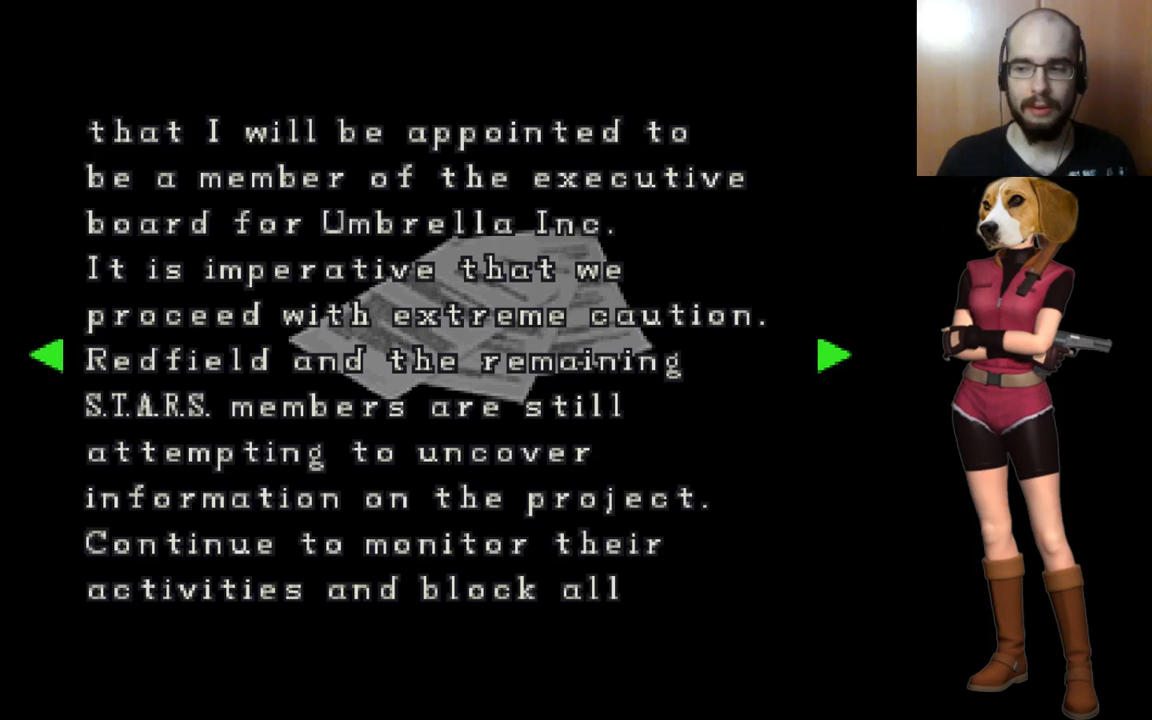 that I will be appointed to
be a member of the executive
board for Umbrella Inc.
It is imperative that we
proceed with extreme caution.
Redfield and the remaining
S.T.A.R.S. members are still
attempting to uncover
information on the project.
Continue to monitor their
activities and block all